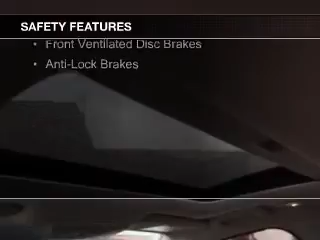 SAFETY FEATURES
• Front Ventilated Disc Brakes
• Anti-Lock Brakes